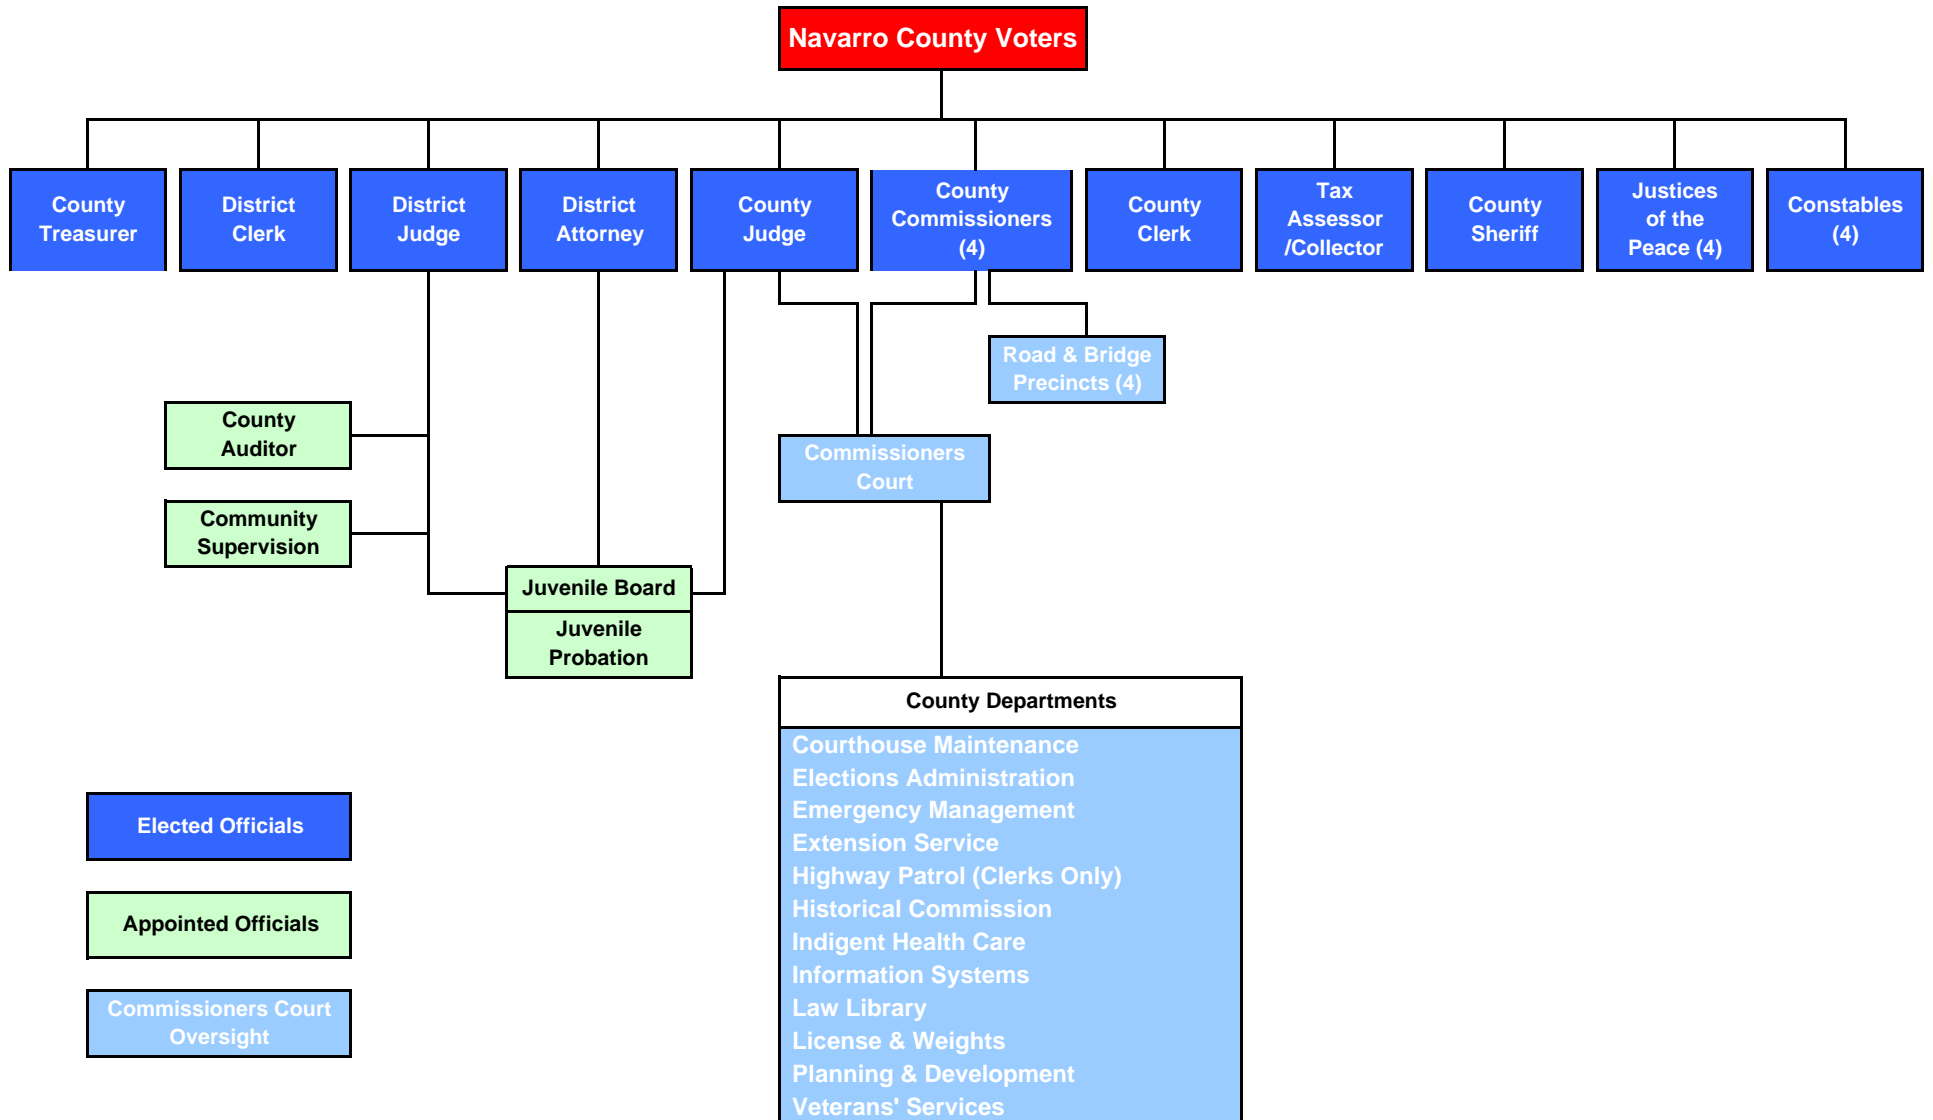 Navarro County Voters
County
Treasurer
District
Clerk
District
Judge
District
Attorney
County
Judge
County
Commissioners
(4)
County
Clerk
Tax
Assessor
/Collector
County
Sheriff
Justices
of the
Peace (4)
Constables
(4)
Road & Bridge
Precincts (4)
County
Auditor
Commissioners
Court
Community
Supervision
Juvenile Board
Juvenile
Probation
County Departments
Courthouse Maintenance
Elections Administration
Emergency Management
Extension Service
Highway Patrol (Clerks Only)
Historical Commission
Indigent Health Care
Information Systems
Law Library
License & Weights
Planning & Development
Veterans' Services
Elected Officials
Appointed Officials
Commissioners Court
Oversight